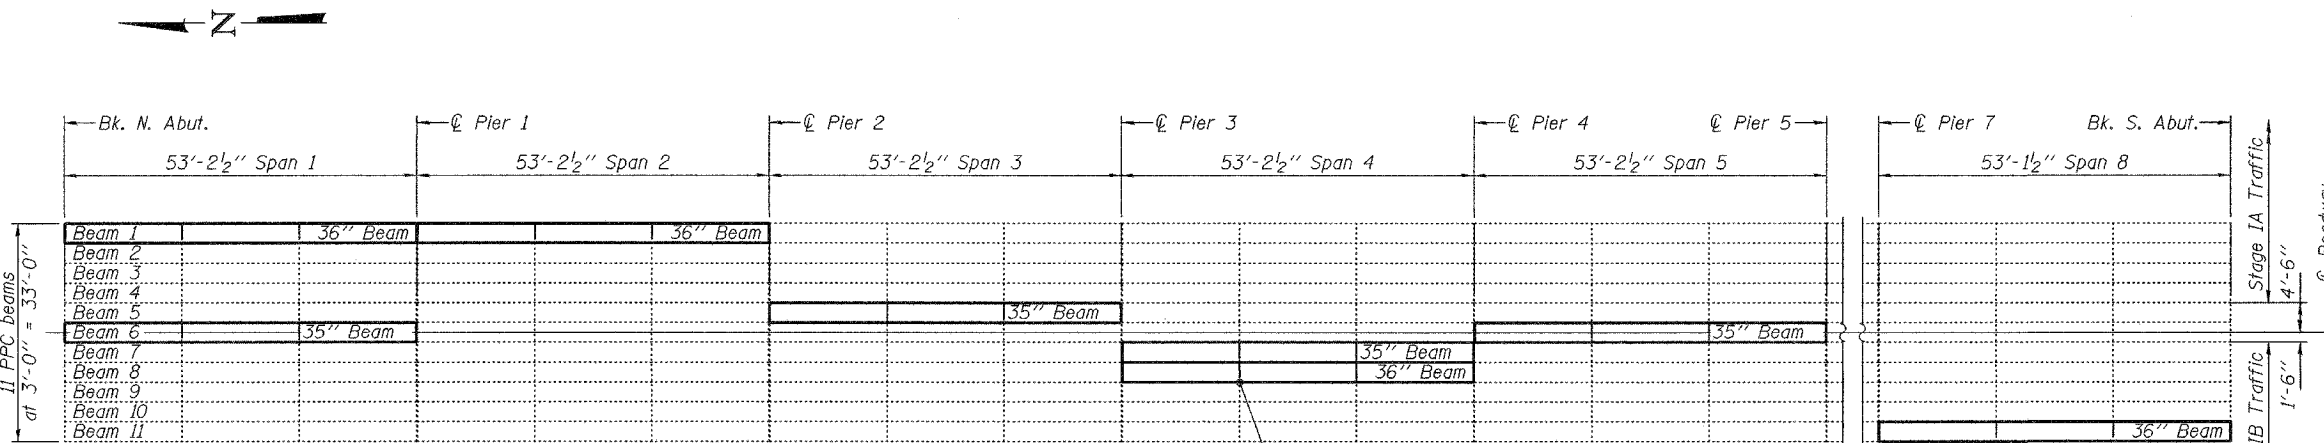 N
Bk. N. Abut.
℄ Pier 1
℄ Pier 2
℄ Pier 3
℄ Pier 4
℄ Pier 5
℄ Pier 7
Bk. S. Abut.
53'-2½" Span 1
53'-2½" Span 2
53'-2½" Span 3
53'-2½" Span 4
53'-2½" Span 5
53'-1½" Span 8
11 PPC beams
at 3'-0" = 33'-0"
Beam 1
36" Beam
36" Beam
Beam 2
Beam 3
Beam 4
Beam 5
35" Beam
Beam 6
35" Beam
35" Beam
Beam 7
35" Beam
Beam 8
36" Beam
Beam 9
Beam 10
Beam 11
36" Beam
Stage IA Traffic
4'-6"
1'-6"
IB Traffic
℄